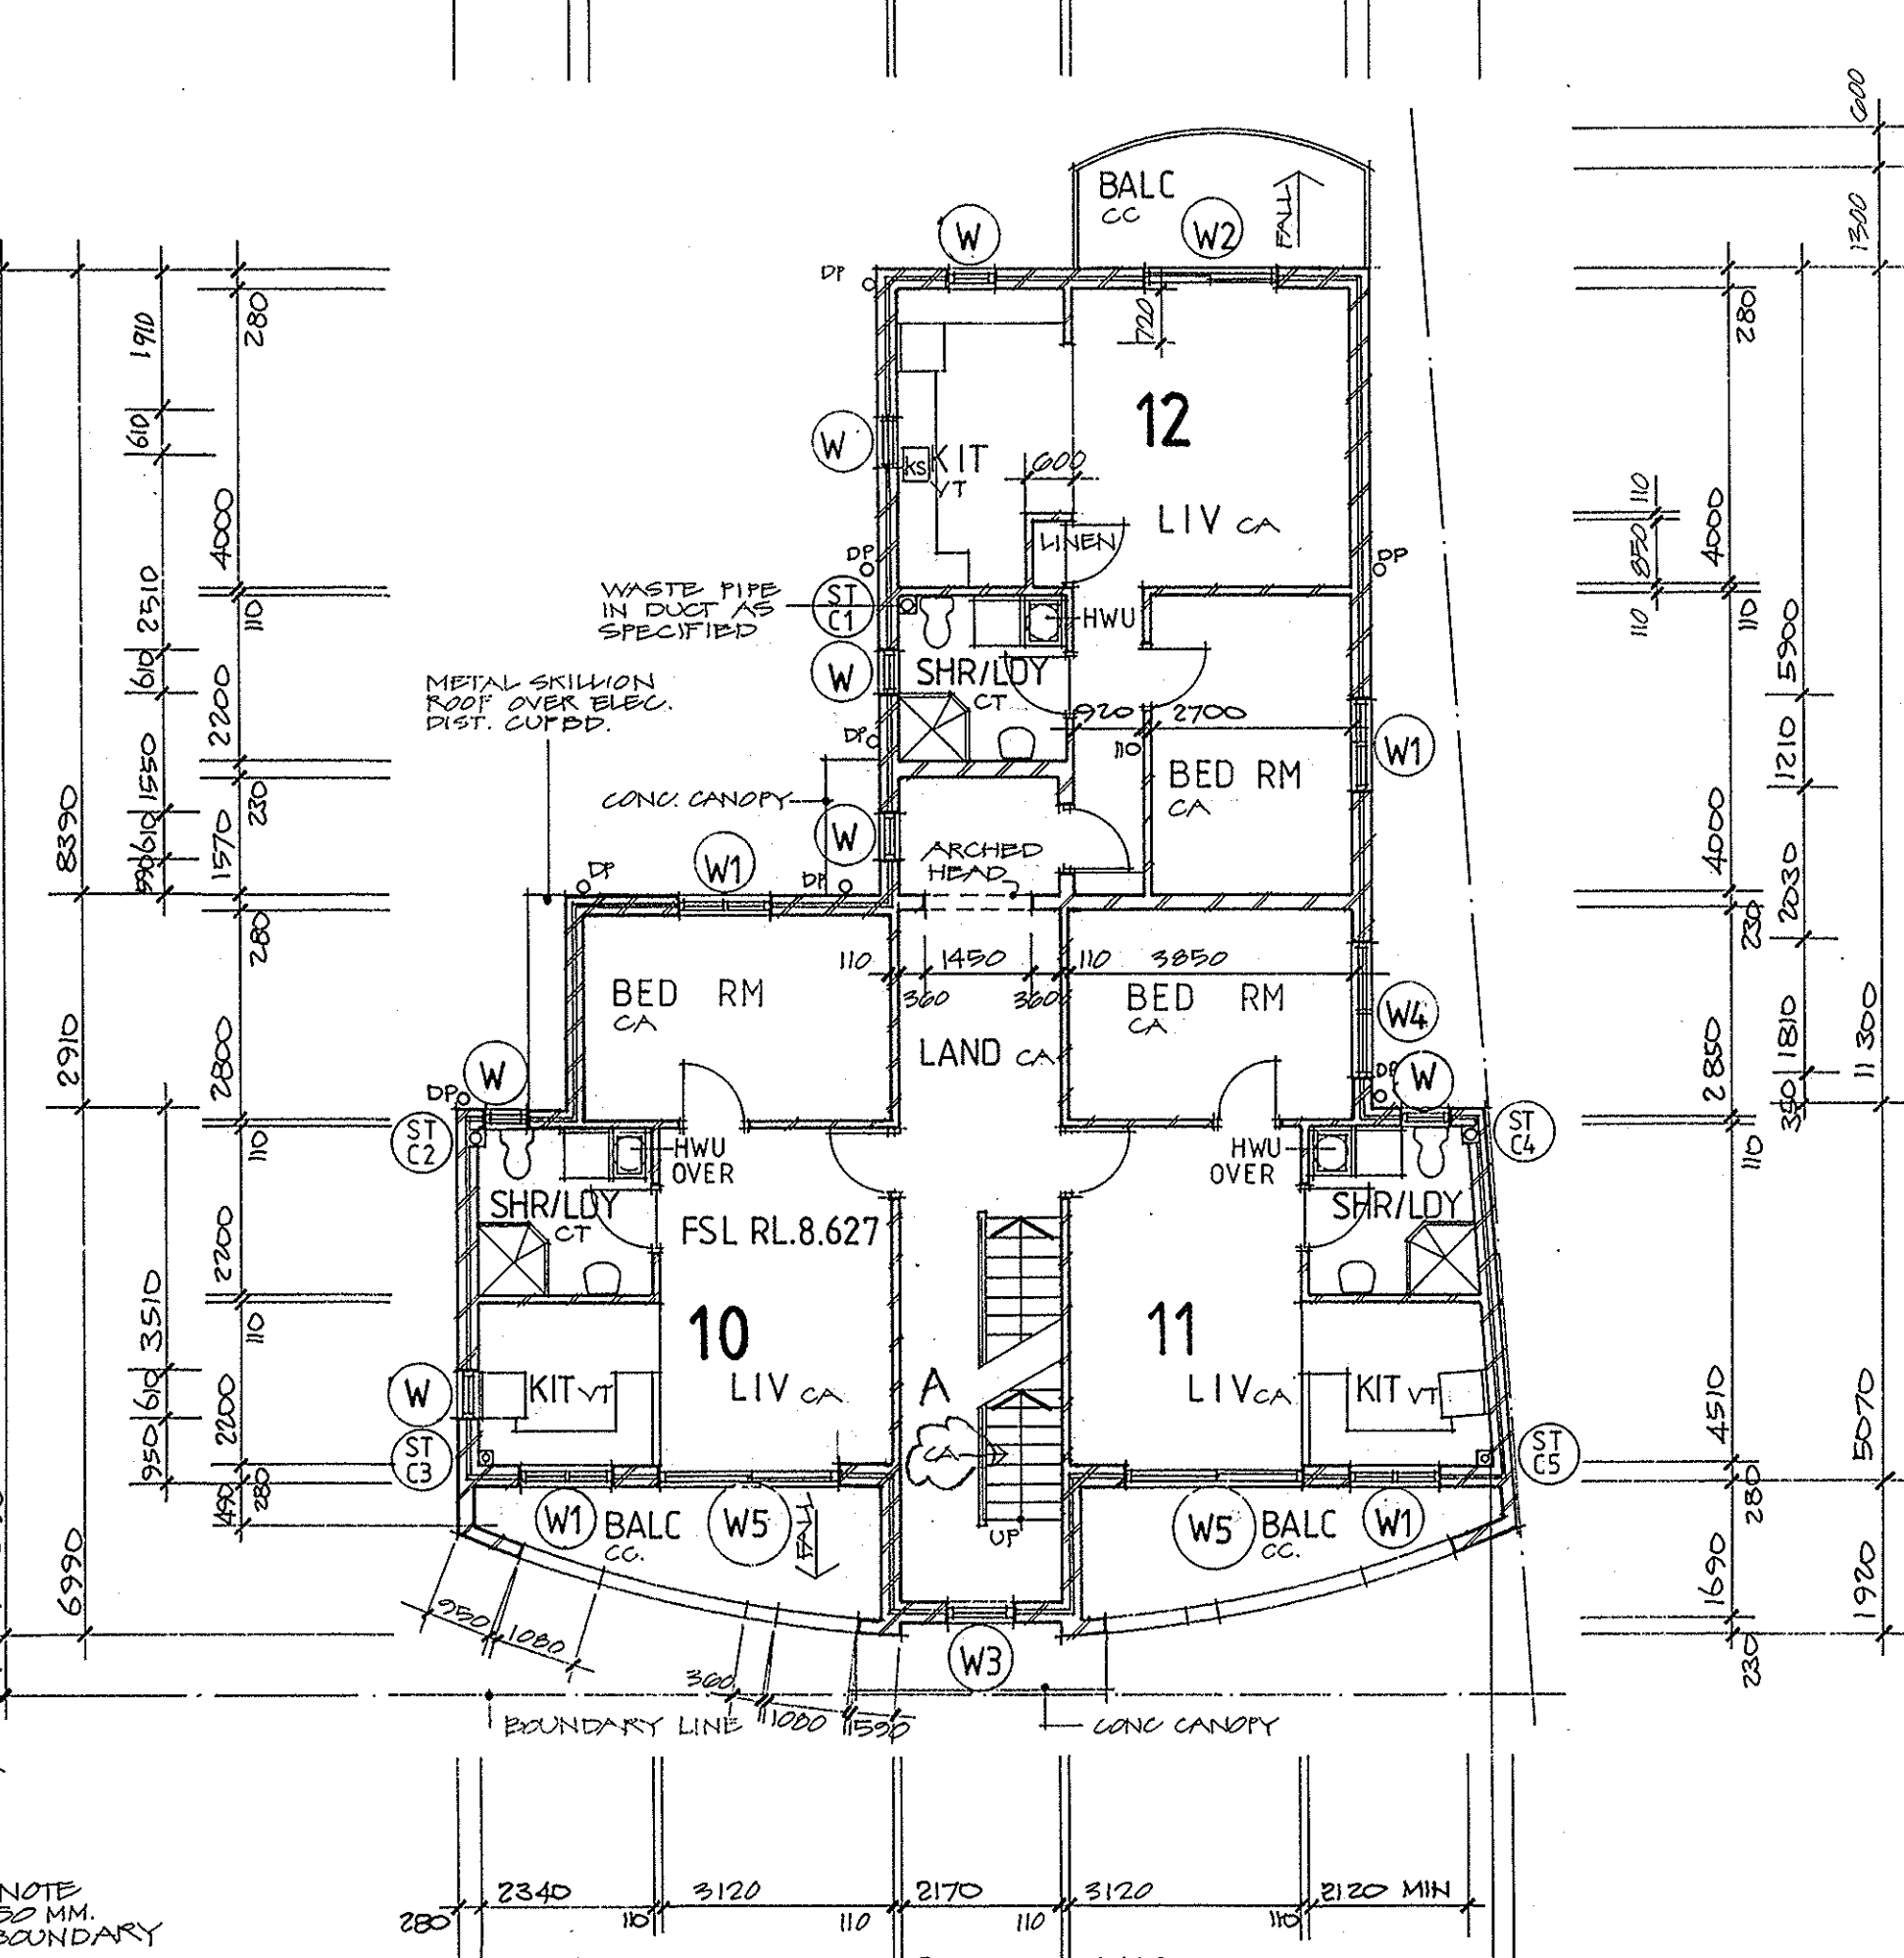 600
1300
BALC
CC
FALL
W2
W
DP
280
1910
280
720
12
W
610
KIT
VT
KS
600
LIV CA
4000
110
850
110
4000
LINEN
DP
DP
WASTE PIPE
IN DUCT AS
SPECIFIED
ST
C1
HWU
2510
110
110
5900
METAL SKILLION
ROOF OVER ELEC.
DIST. CUPBD.
W
SHR/LDY
CT
610
2200
920
2700
110
DP
W1
1210
BED RM
CA
1550
230
CONC. CANOPY
W
8390
610
1570
590
ARCHED
HEAD
4000
2030
W1
DP
DP
280
230
110
1450
110
3850
360
360
BED RM
CA
BED RM
CA
W4
2910
2800
LAND CA
2850
1810
11300
W
DP
DP
W
350
ST
C2
HWU
OVER
HWU
OVER
ST
C4
110
110
SHR/LDY
CT
SHR/LDY
2200
FSL RL.8.627
3510
110
10
11
W
KIT VT
LIV CA
A
LIV CA
KIT VT
610
2200
4510
5070
950
ST
C3
CA
ST
C5
490
280
280
W1
BALC
CC.
W5
FALL
UP
W5
BALC
CC.
W1
6990
1690
1920
950
1080
W3
230
360
1080
590
BOUNDARY LINE
CONC CANOPY
NOTE
50 MM.
BOUNDARY
2340
3120
2170
3120
2120 MIN
280
110
110
110
110